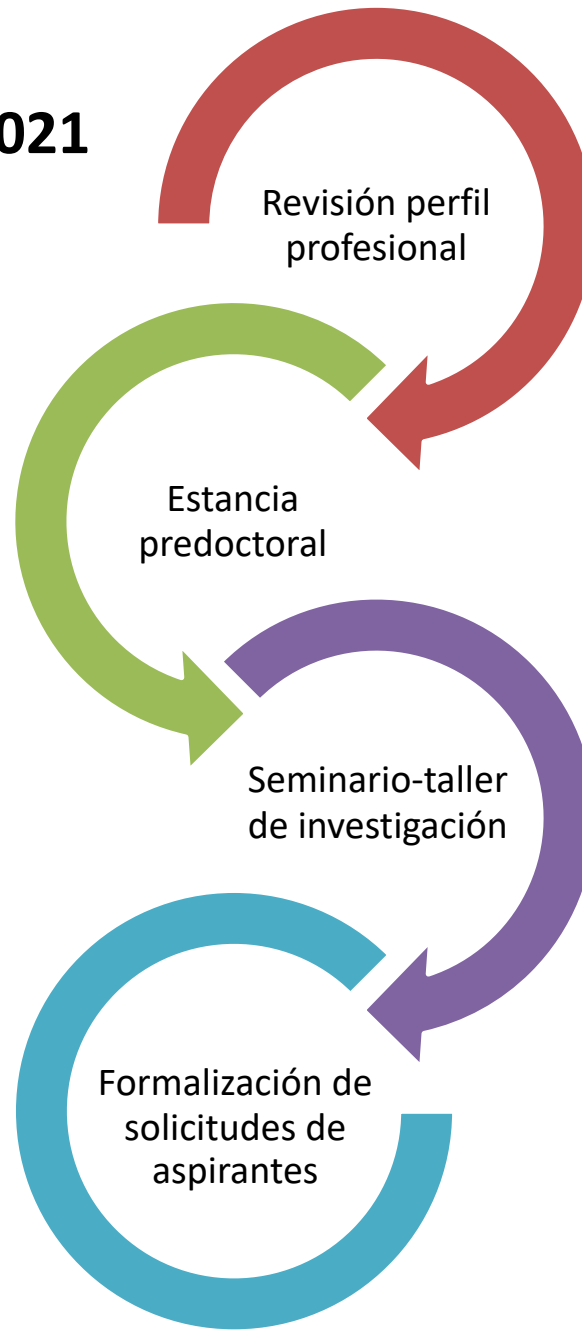 021
Revisión perfil
profesional
Estancia
predoctoral
Seminario-taller
de investigación
Formalización de
solicitudes de
aspirantes